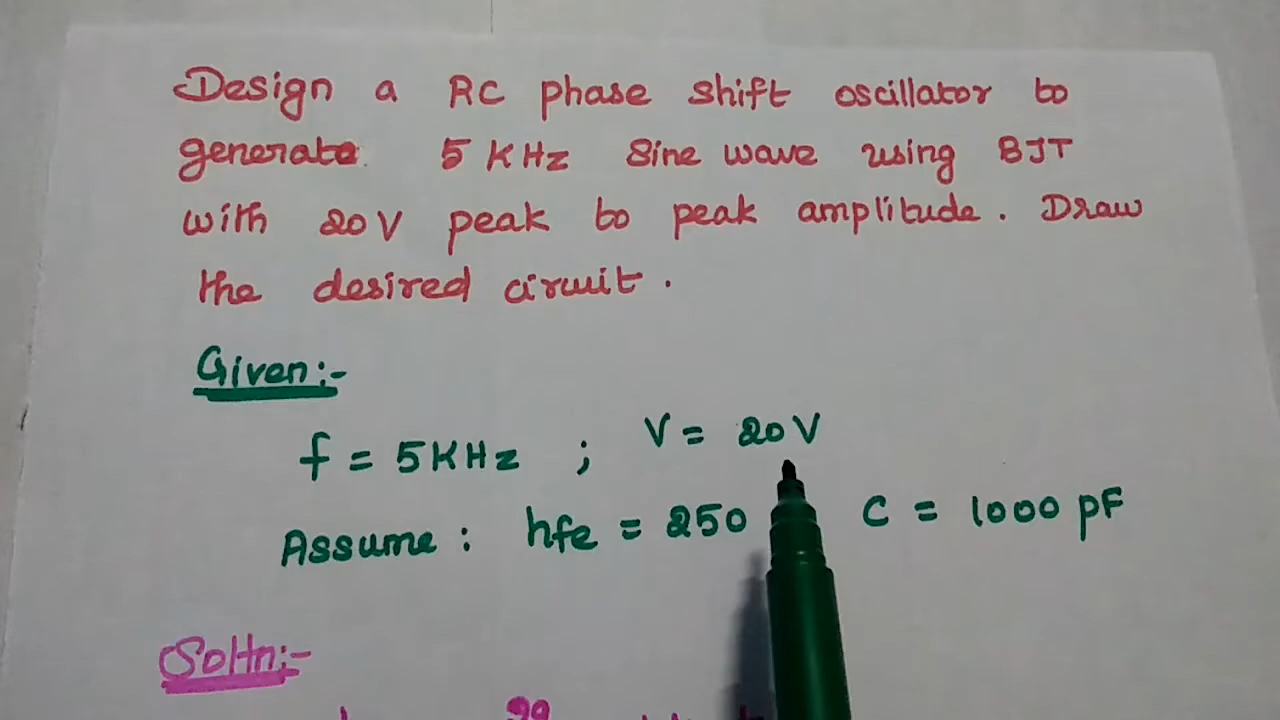 Design a RC phase shift oscillator to
generate 5 KHz Sine wave using BJT
with 20 V peak to peak amplitude. Draw
the desired circuit.
Given:-
f = 5KHz ; V = 20V
Assume : hfe = 250 C = 1000 pF
Soltn:-